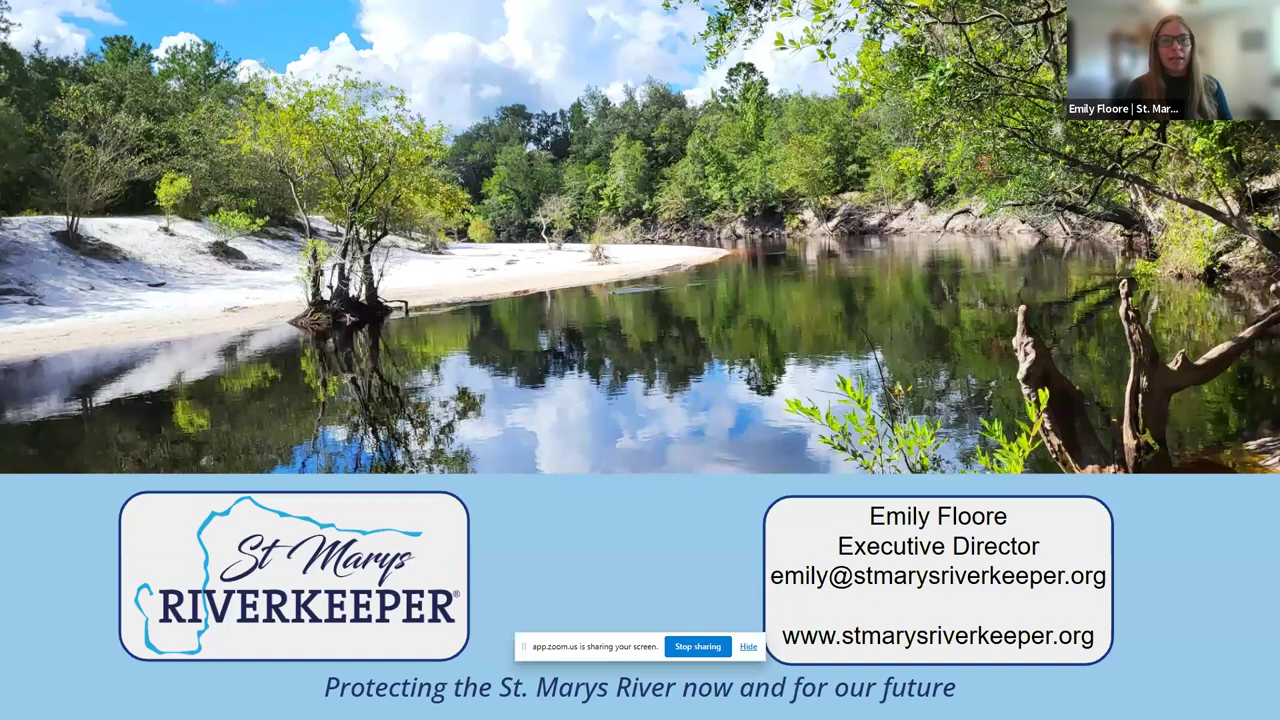 Emily Floore | St. Mar...
St Marys
RIVERKEEPER®
Emily Floore
Executive Director
emily@stmarysriverkeeper.org
www.stmarysriverkeeper.org
app.zoom.us is sharing your screen.
Stop sharing
Hide
Protecting the St. Marys River now and for our future